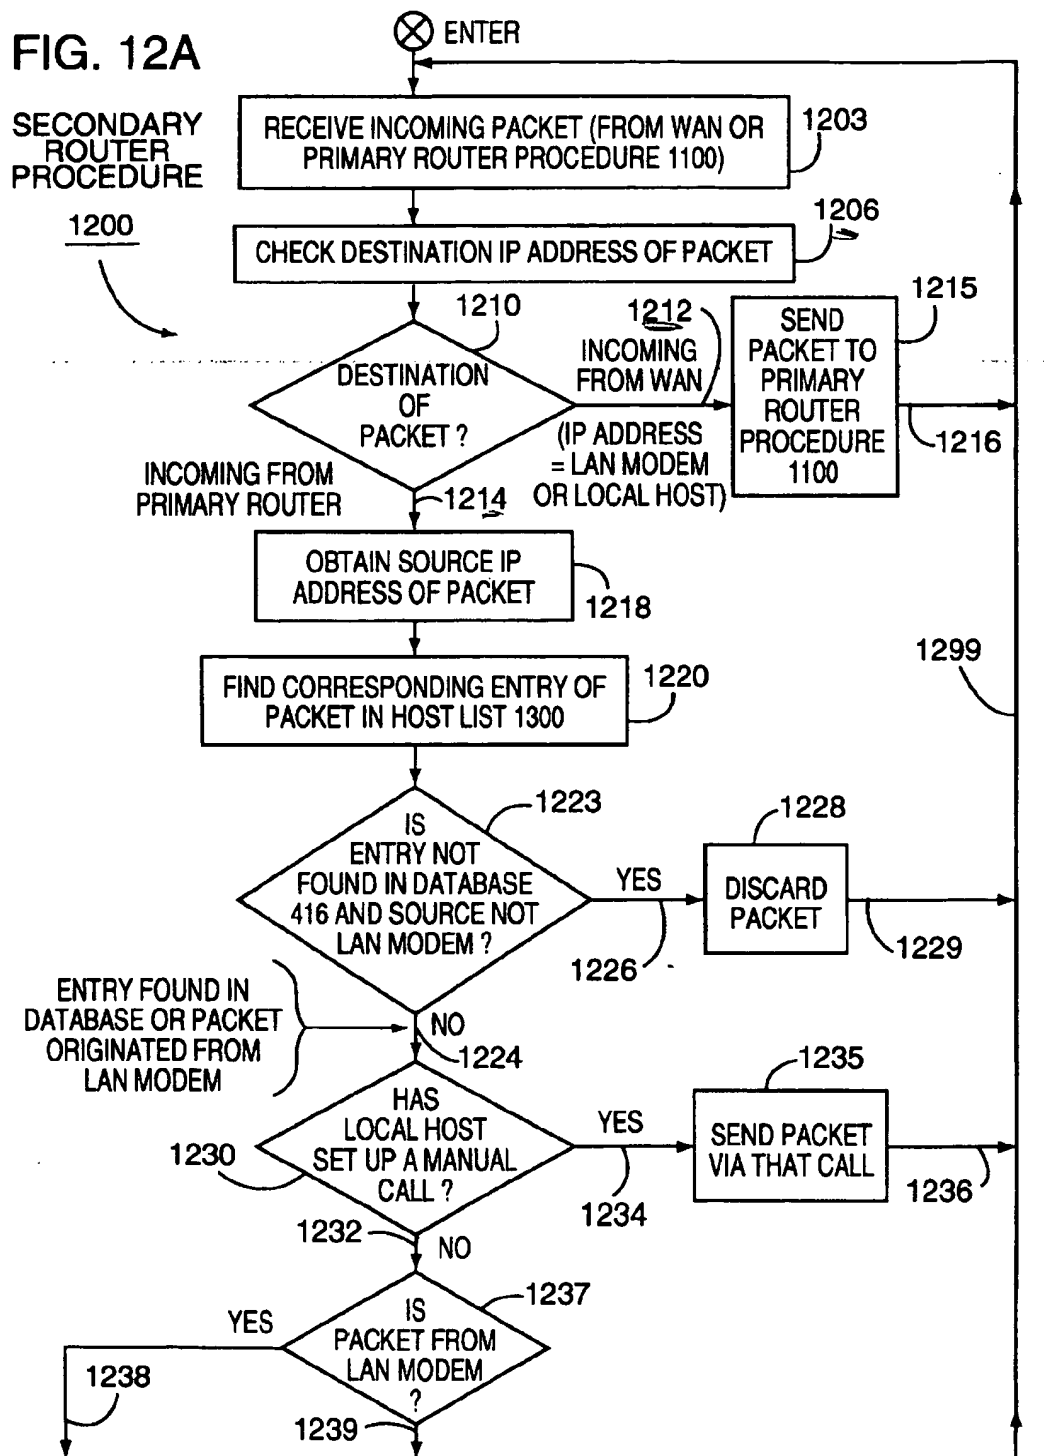 FIG. 12A
ENTER
SECONDARY
ROUTER
PROCEDURE
1200
RECEIVE INCOMING PACKET (FROM WAN OR
PRIMARY ROUTER PROCEDURE 1100)
1203
CHECK DESTINATION IP ADDRESS OF PACKET
1206
1210
DESTINATION
OF
PACKET ?
1212
INCOMING
FROM WAN
(IP ADDRESS
= LAN MODEM
OR LOCAL HOST)
1215
SEND
PACKET TO
PRIMARY
ROUTER
PROCEDURE
1100
1216
INCOMING FROM
PRIMARY ROUTER
1214
OBTAIN SOURCE IP
ADDRESS OF PACKET
1218
FIND CORRESPONDING ENTRY OF
PACKET IN HOST LIST 1300
1220
1299
1223
IS
ENTRY NOT
FOUND IN DATABASE
416 AND SOURCE NOT
LAN MODEM ?
YES
1226
1228
DISCARD
PACKET
1229
ENTRY FOUND IN
DATABASE OR PACKET
ORIGINATED FROM
LAN MODEM
NO
1224
HAS
LOCAL HOST
SET UP A MANUAL
CALL ?
1230
YES
1234
1235
SEND PACKET
VIA THAT CALL
1236
1232
NO
1237
IS
PACKET FROM
LAN MODEM
?
YES
1238
1239